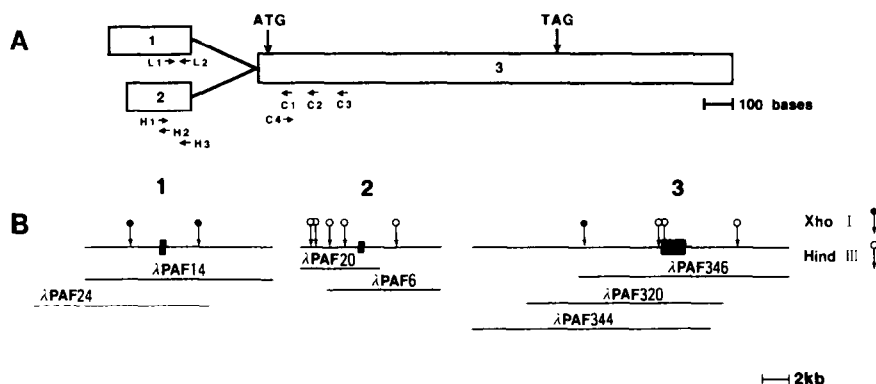 ATG TAG
A
1
L1 L2
3
2
C1 C2 C3
C4
H1
H2
H3
100 bases
1 2 3
B
Xho I
Hind III
λPAF14
λPAF20
λPAF346
λPAF24
λPAF6
λPAF320
λPAF344
2kb